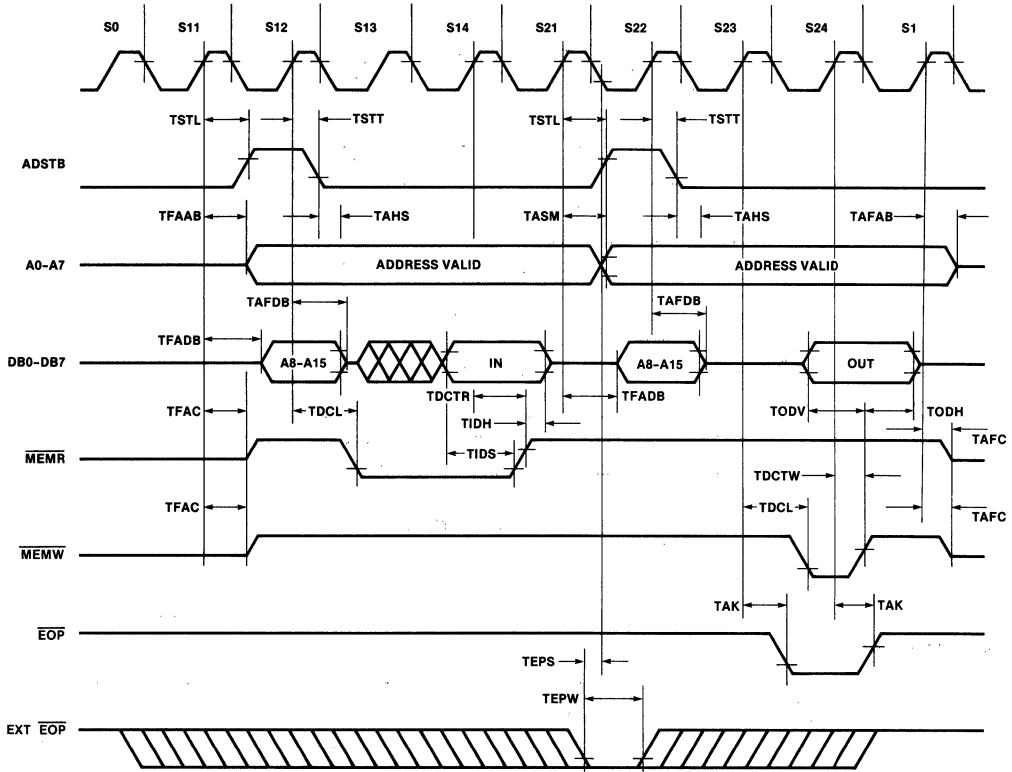 S0 S11 S12 S13 S14 S21 S22 S23 S24 S1
TSTL TSTT TSTL TSTT
ADSTB
TFAAB TAHS TASM TAHS TAFAB
A0–A7 ADDRESS VALID ADDRESS VALID
TAFDB TAFDB
TFADB
DB0–DB7 A8–A15 IN A8–A15 OUT
TDCTR TFADB
TFAC TDCL TIDH TODV TODH
TAFC
MEMR TIDS
TDCTW
TFAC TDCL TAFC
MEMW
TAK TAK
EOP
TEPS
TEPW
EXT EOP